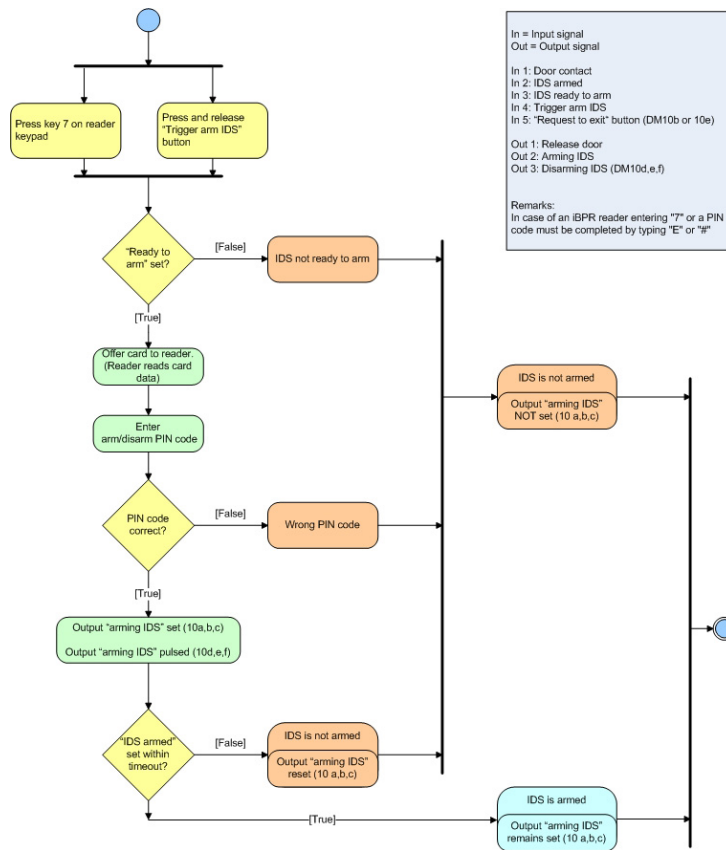 In = Input signal
Out = Output signal
In 1: Door contact
In 2: IDS armed
In 3: IDS ready to arm
In 4: Trigger arm IDS
In 5: “Request to exit“ button (DM10b or 10e)
Out 1: Release door
Out 2: Arming IDS
Out 3: Disarming IDS (DM10d,e,f)
Remarks:
In case of an iBPR reader entering "7" or a PIN
code must be completed by typing "E" or "#"
Press key 7 on reader
keypad
Press and release
"Trigger arm IDS"
button
“Ready to
arm” set?
[False]
IDS not ready to arm
[True]
Offer card to reader.
(Reader reads card
data)
Enter
arm/disarm PIN code
IDS is not armed
Output “arming IDS”
NOT set (10 a,b,c)
PIN code
correct?
[False]
Wrong PIN code
[True]
Output “arming IDS” set (10a,b,c)
Output “arming IDS” pulsed (10d,e,f)
“IDS armed”
set within
timeout?
[False]
IDS is not armed
Output “arming IDS”
reset (10 a,b,c)
[True]
IDS is armed
Output “arming IDS”
remains set (10 a,b,c)